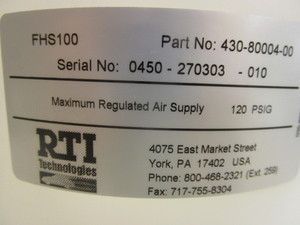 FHS100 Part No: 430-80004-00
Serial No: 0450 - 270303 - 010
Maximum Regulated Air Supply 120 PSIG
RTI
Technologies
4075 East Market Street
York, PA 17402 USA
Phone: 800-468-2321 (Ext. 259)
Fax: 717-755-8304